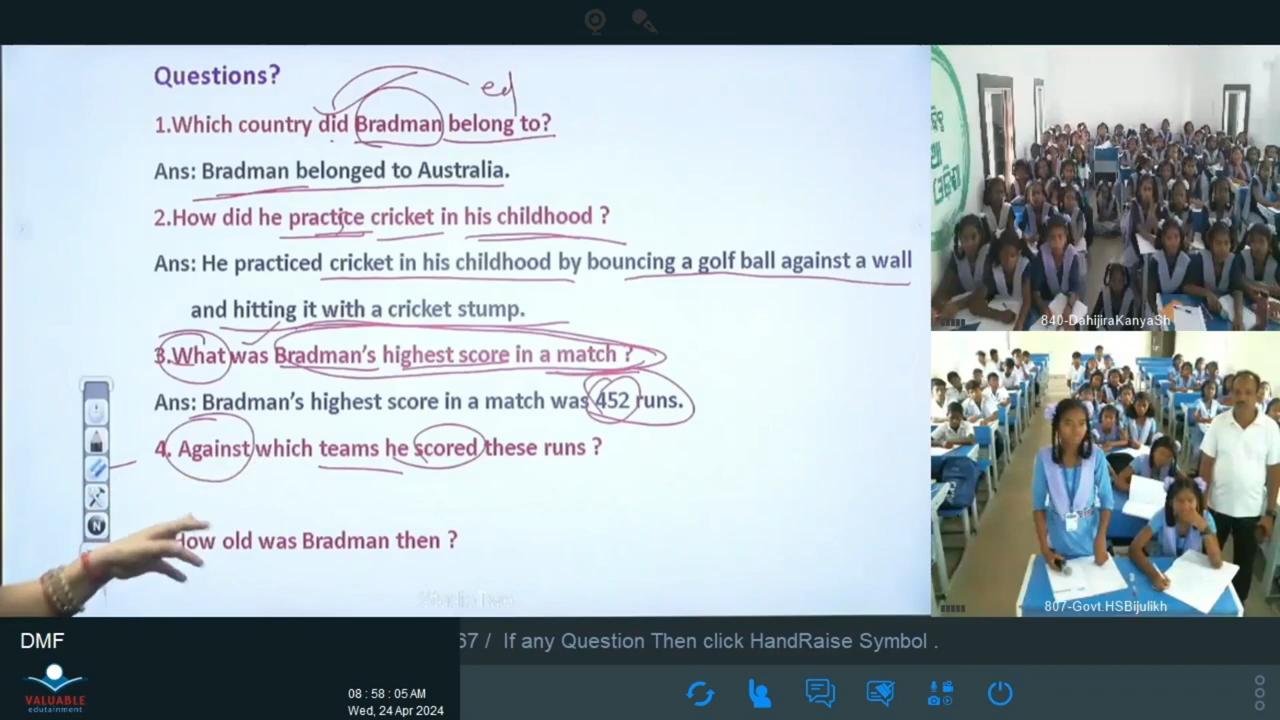 Questions?
ed
1.Which country did Bradman belong to?
Ans: Bradman belonged to Australia.
2.How did he practice cricket in his childhood ?
Ans: He practiced cricket in his childhood by bouncing a golf ball against a wall
and hitting it with a cricket stump.
3.What was Bradman's highest score in a match ?
Ans: Bradman's highest score in a match was 452 runs.
4. Against which teams he scored these runs ?
How old was Bradman then ?
840-DahijiraKanyaSh
807-Govt.HSBijulikh
DMF
67 / If any Question Then click HandRaise Symbol .
VALUABLE
edutainment
08 : 58 : 05 AM
Wed, 24 Apr 2024
N